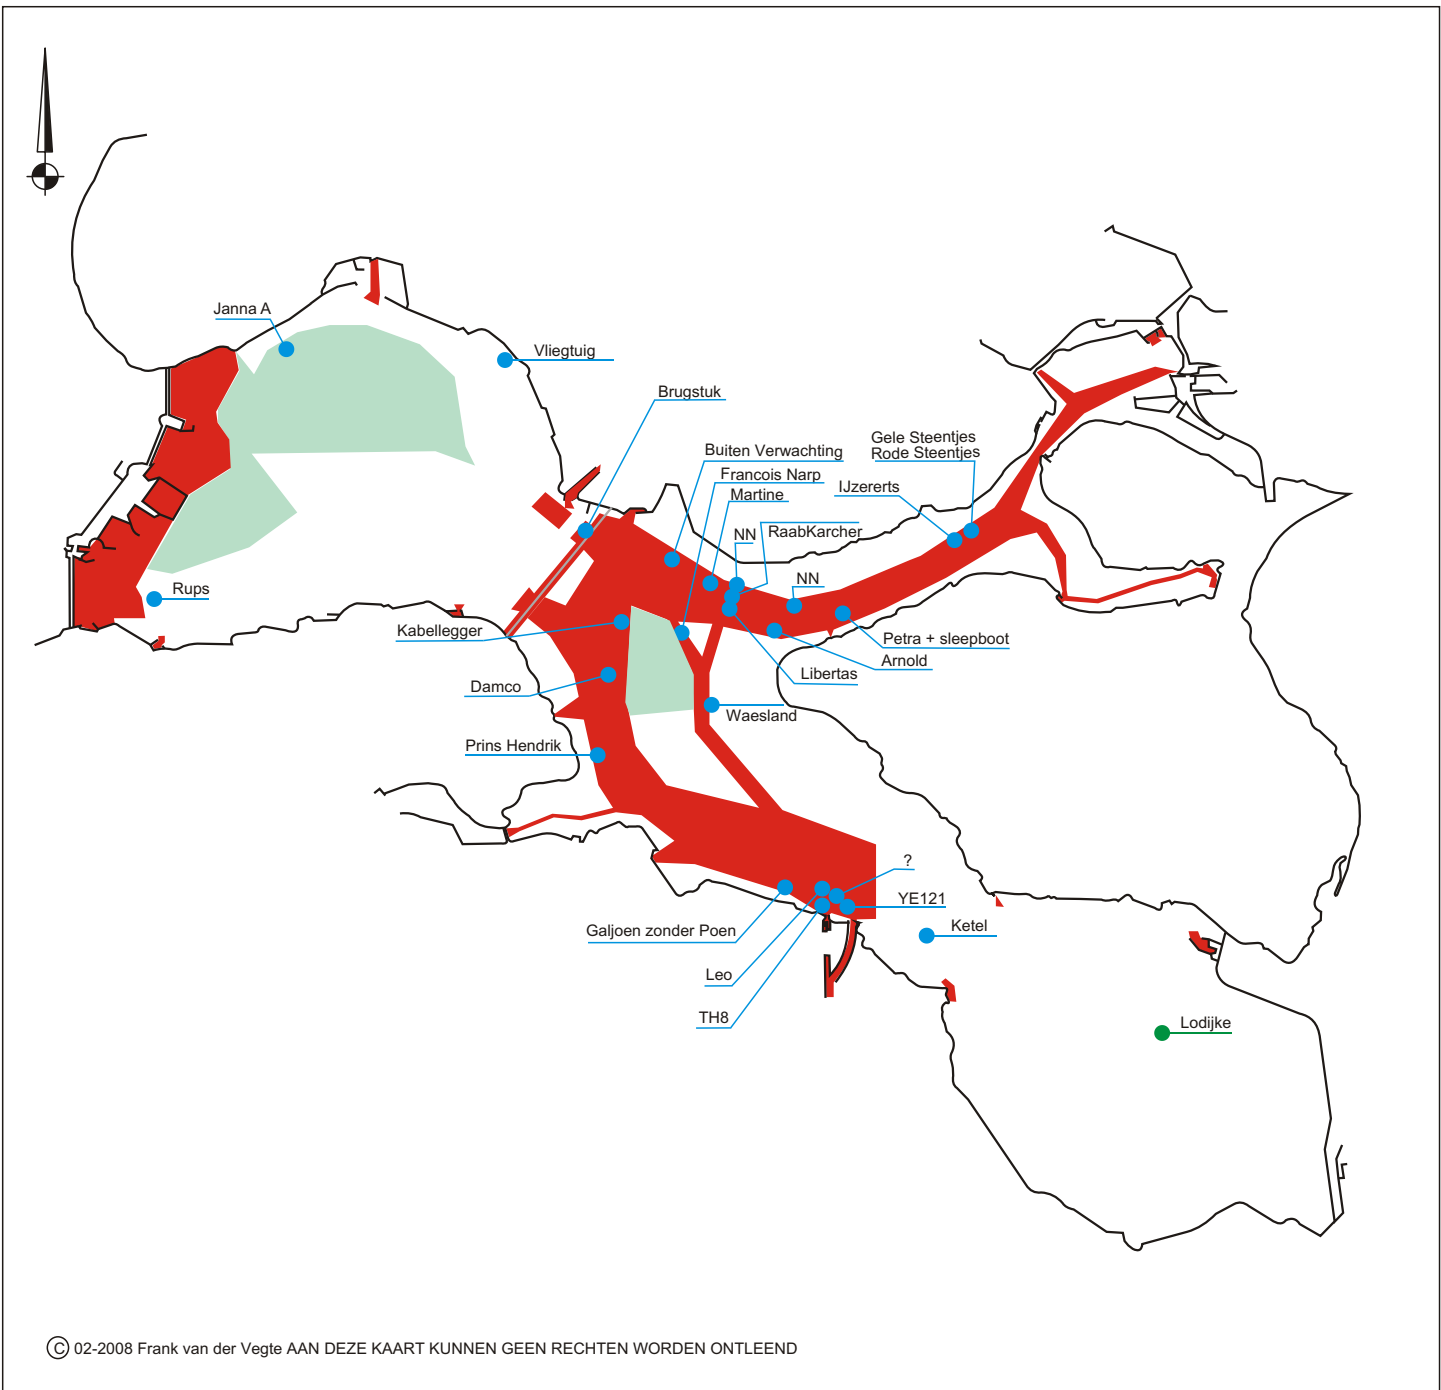 Janna A
Vliegtuig
Brugstuk
Buiten Verwachting
Gele Steentjes
Rode Steentjes
Francois Narp
IJzererts
Martine
RaabKarcher
NN
NN
Rups
Kabellegger
Petra + sleepboot
Arnold
Libertas
Damco
Waesland
Prins Hendrik
?
YE121
Ketel
Galjoen zonder Poen
Leo
TH8
Lodijke
© 02-2008 Frank van der Vegte AAN DEZE KAART KUNNEN GEEN RECHTEN WORDEN ONTLEEND